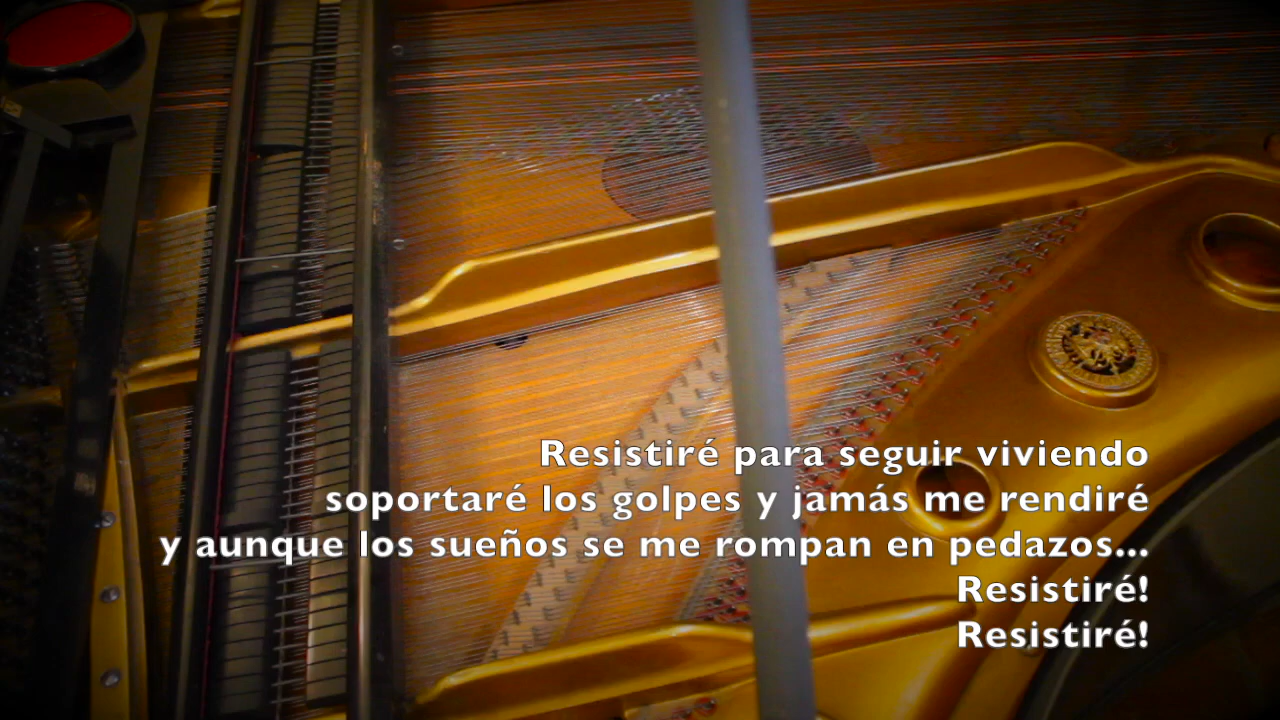 Resistiré para seguir viviendo
soportaré los golpes y jamás me rendiré
y aunque los sueños se me rompan en pedazos...
Resistiré!
Resistiré!